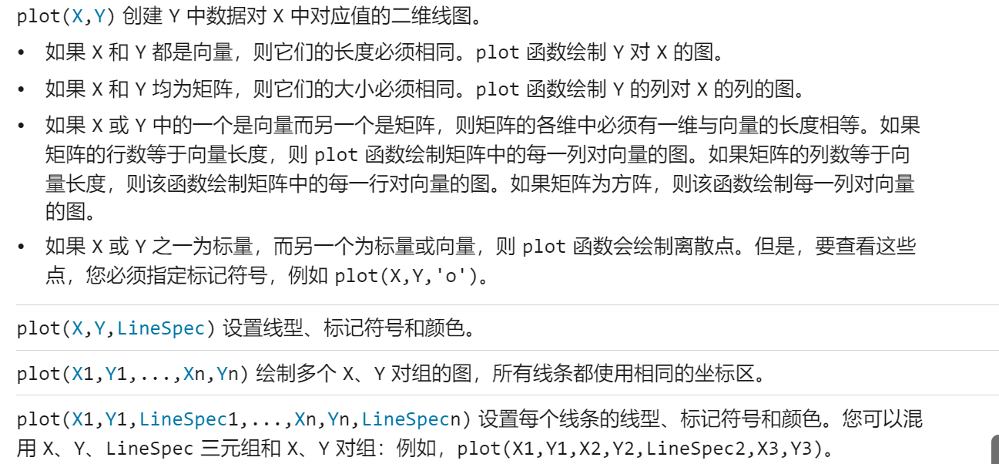 plot(X,Y) 创建 Y 中数据对 X 中对应值的二维线图。
• 如果 X 和 Y 都是向量，则它们的长度必须相同。plot 函数绘制 Y 对 X 的图。
• 如果 X 和 Y 均为矩阵，则它们的大小必须相同。plot 函数绘制 Y 的列对 X 的列的图。
• 如果 X 或 Y 中的一个是向量而另一个是矩阵，则矩阵的各维中必须有一维与向量的长度相等。如果
矩阵的行数等于向量长度，则 plot 函数绘制矩阵中的每一列对向量的图。如果矩阵的列数等于向
量长度，则该函数绘制矩阵中的每一行对向量的图。如果矩阵为方阵，则该函数绘制每一列对向量
的图。
• 如果 X 或 Y 之一为标量，而另一个为标量或向量，则 plot 函数会绘制离散点。但是，要查看这些
点，您必须指定标记符号，例如 plot(X,Y,'o')。
plot(X,Y,LineSpec) 设置线型、标记符号和颜色。
plot(X1,Y1,...,Xn,Yn) 绘制多个 X、Y 对组的图，所有线条都使用相同的坐标区。
plot(X1,Y1,LineSpec1,...,Xn,Yn,LineSpecn) 设置每个线条的线型、标记符号和颜色。您可以混
用 X、Y、LineSpec 三元组和 X、Y 对组：例如，plot(X1,Y1,X2,Y2,LineSpec2,X3,Y3)。